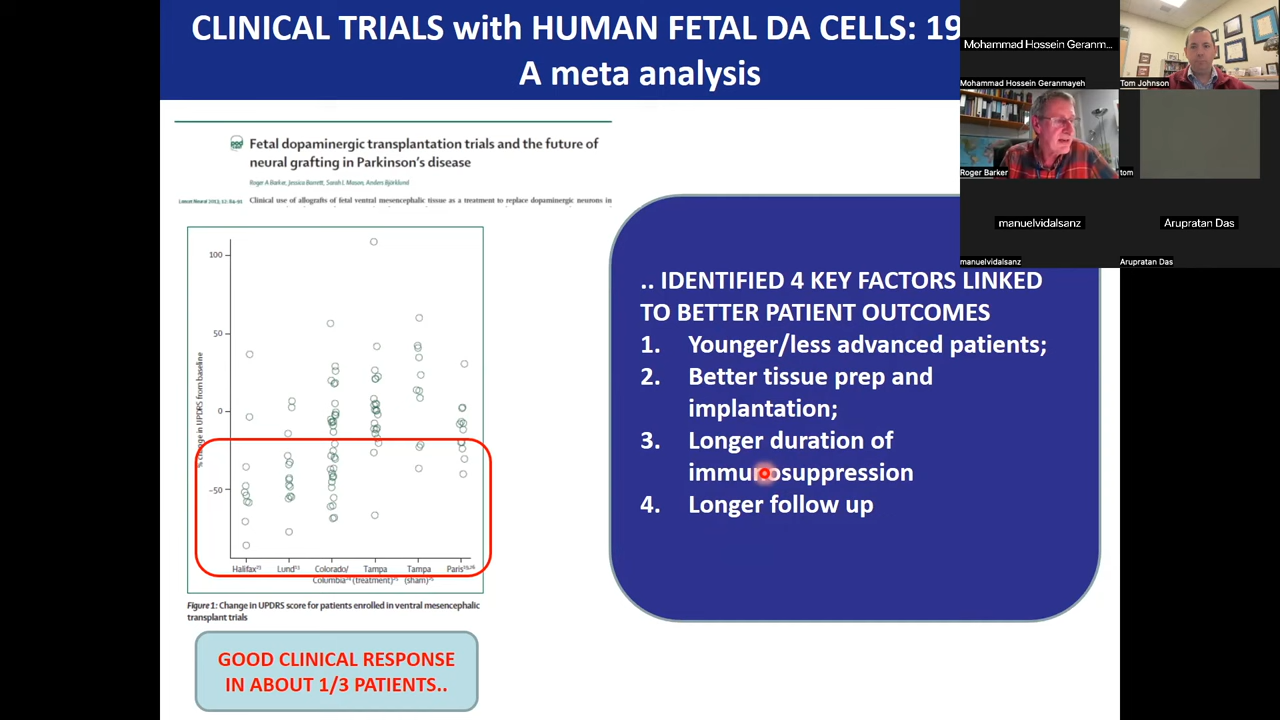 CLINICAL TRIALS with HUMAN FETAL DA CELLS: 19
A meta analysis
Mohammad Hossein Geranm...
Mohammad Hossein Geranmayeh
Tom Johnson
Roger Barker
tom
manuelvidalsanz
Arupratan Das
manuelvidalsanz
Arupratan Das
Fetal dopaminergic transplantation trials and the future of
neural grafting in Parkinson's disease
Roger A Barker, Jessica Barrett, Sarah L Mason, Anders Björklund
Lancet Neurol 2013; 12: 84–91
Clinical use of allografts of fetal ventral mesencephalic tissue as a treatment to replace dopaminergic neurons in
% change in UPDRS from baseline
100
50
0
−50
Halifax
Lund
Colorado/
Columbia
Tampa
(treatment)
Tampa
(sham)
Paris
Figure 1: Change in UPDRS score for patients enrolled in ventral mesencephalic
transplant trials
GOOD CLINICAL RESPONSE
IN ABOUT 1/3 PATIENTS..
.. IDENTIFIED 4 KEY FACTORS LINKED
TO BETTER PATIENT OUTCOMES
1. Younger/less advanced patients;
2. Better tissue prep and
implantation;
3. Longer duration of
immunosuppression
4. Longer follow up